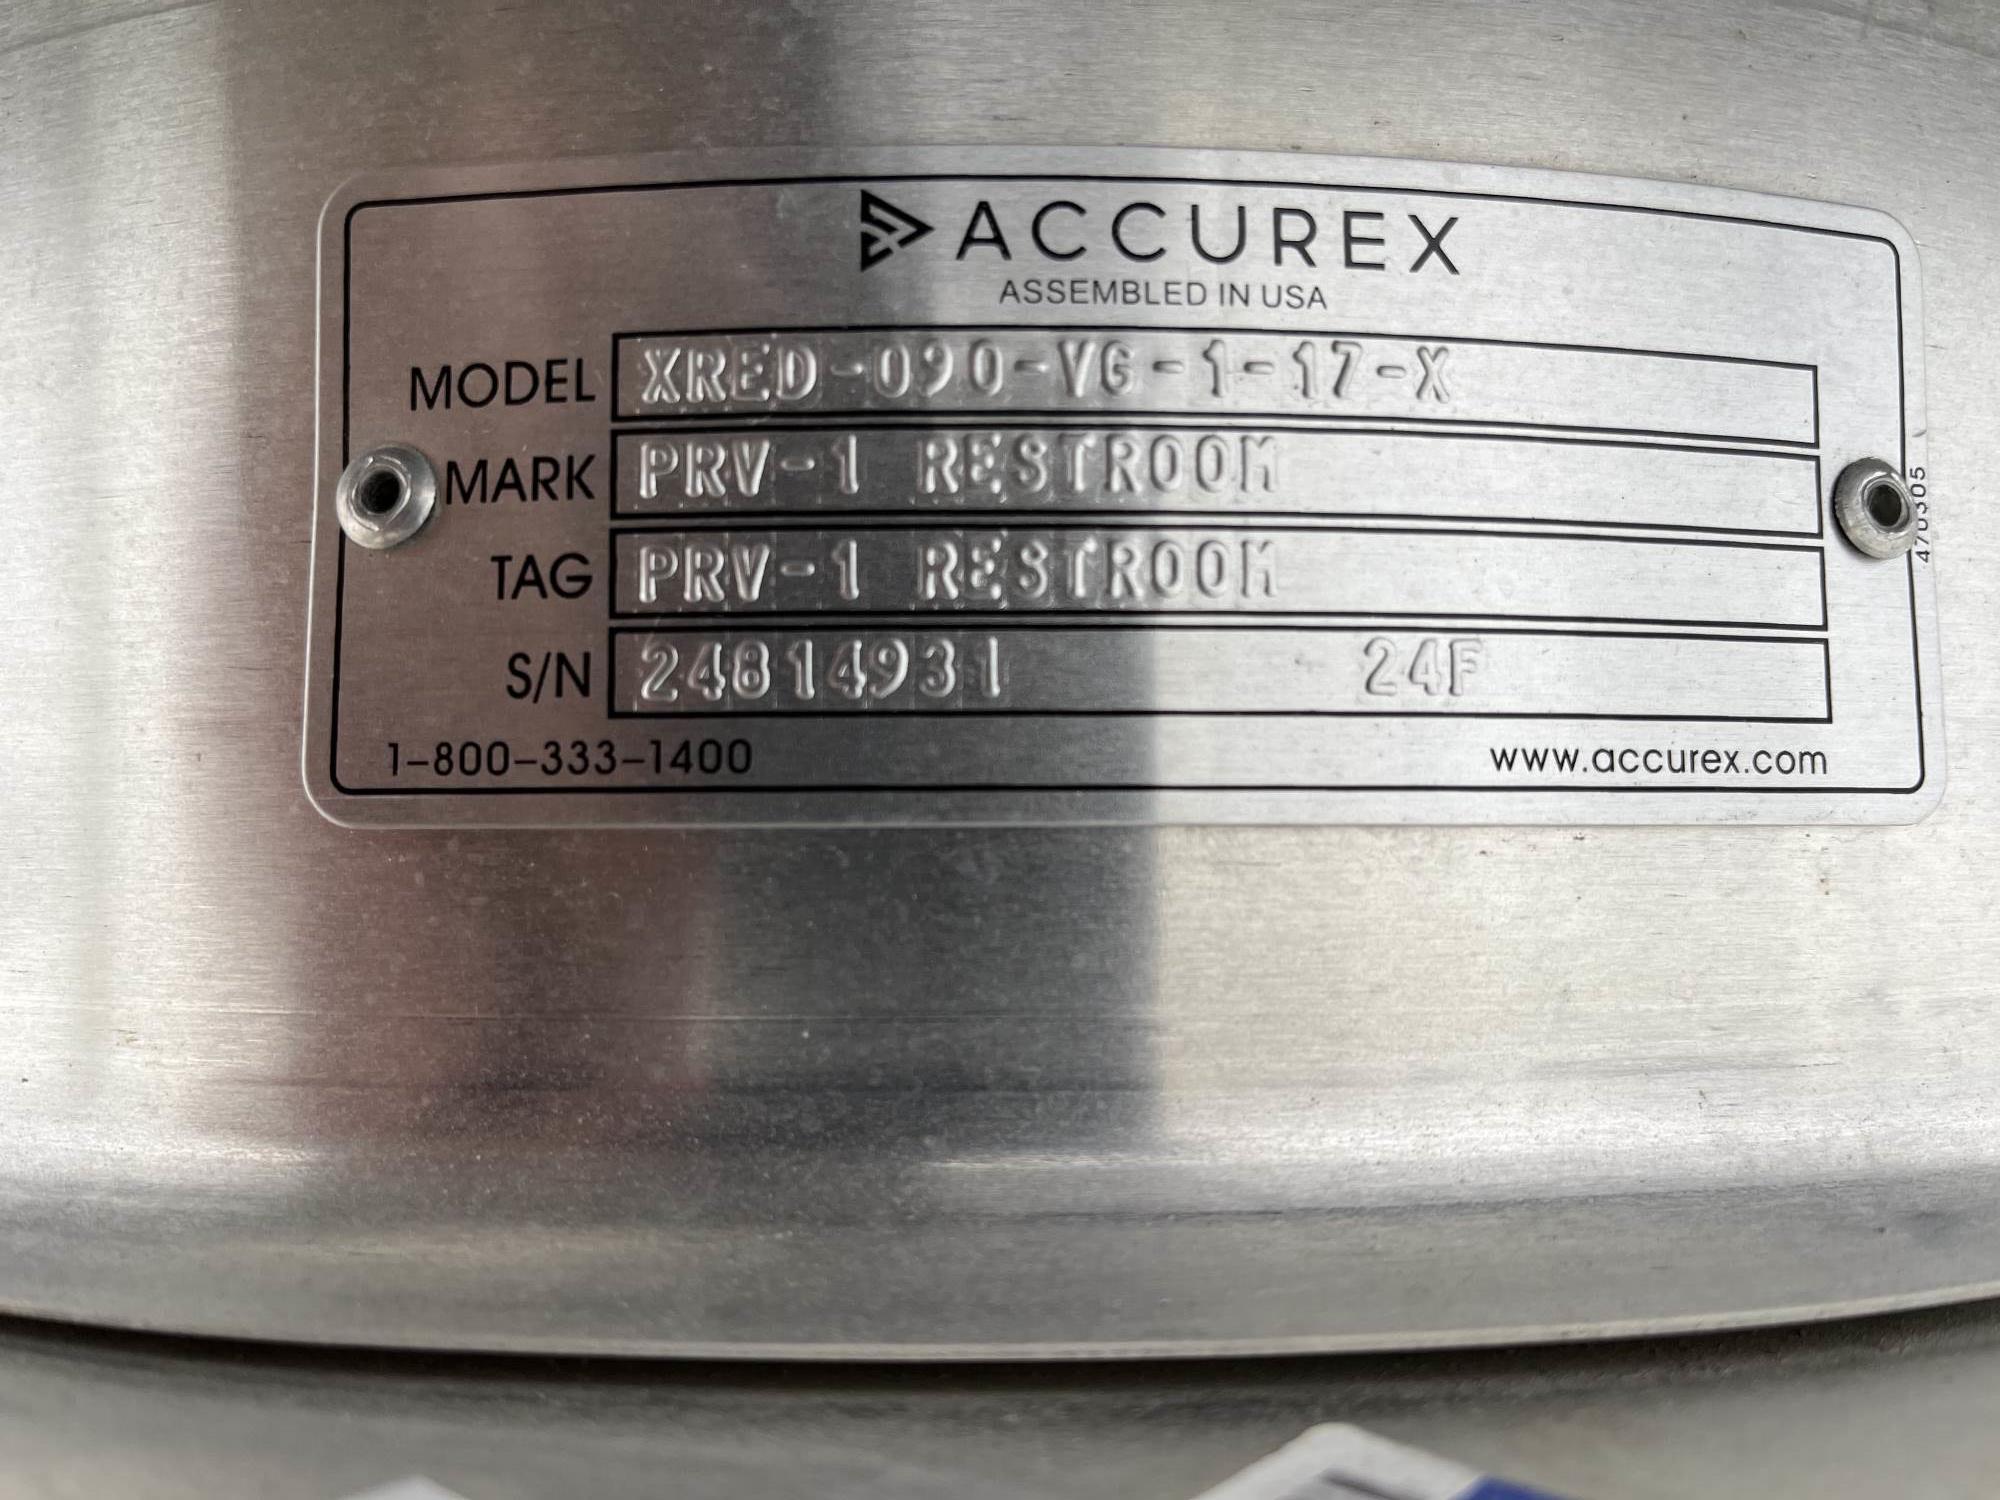 ACCUREX
ASSEMBLED IN USA
MODEL XRED-090-VG-1-17-X
MARK PRV-1 RESTROOM
TAG PRV-1 RESTROOM
S/N 24814931 24F
1-800-333-1400 www.accurex.com
470305